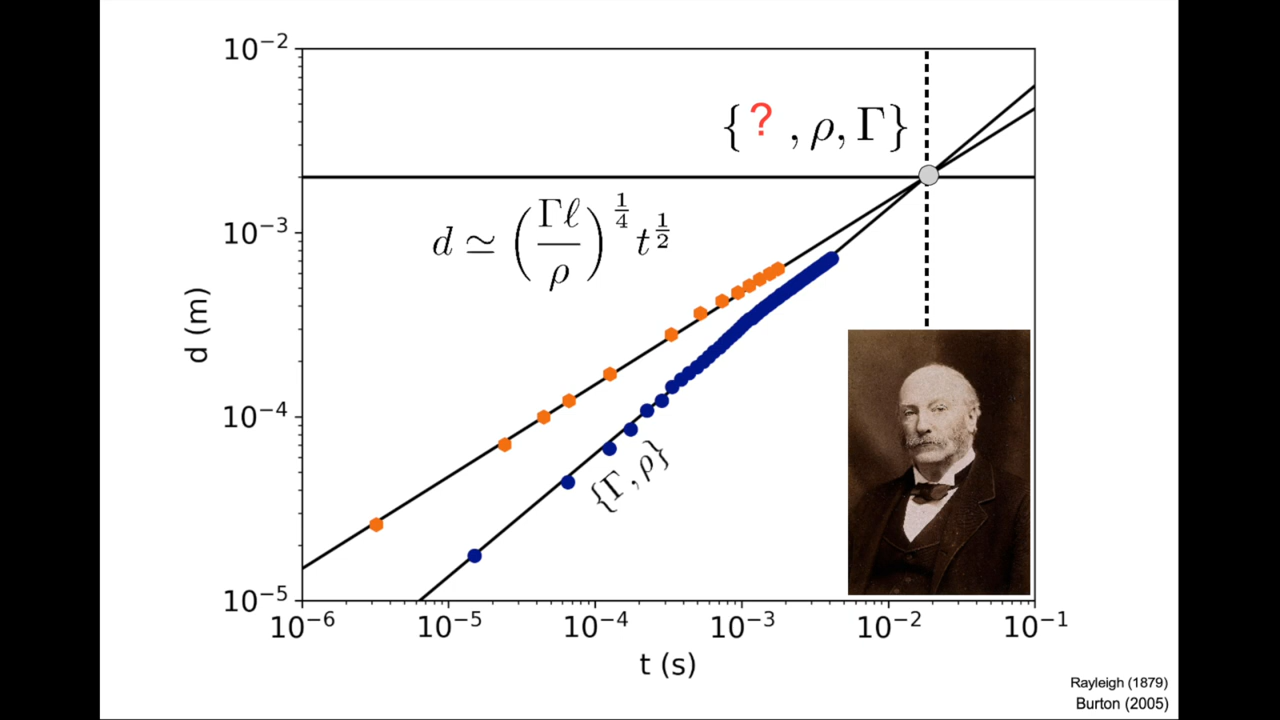 10⁻²
10⁻³
10⁻⁴
10⁻⁵
d (m)
{? , ρ, Γ}
d ≃ (Γℓ/ρ)^{1/4} t^{1/2}
{Γ, ρ}
10⁻⁶ 10⁻⁵ 10⁻⁴ 10⁻³ 10⁻² 10⁻¹
t (s)
Rayleigh (1879)
Burton (2005)